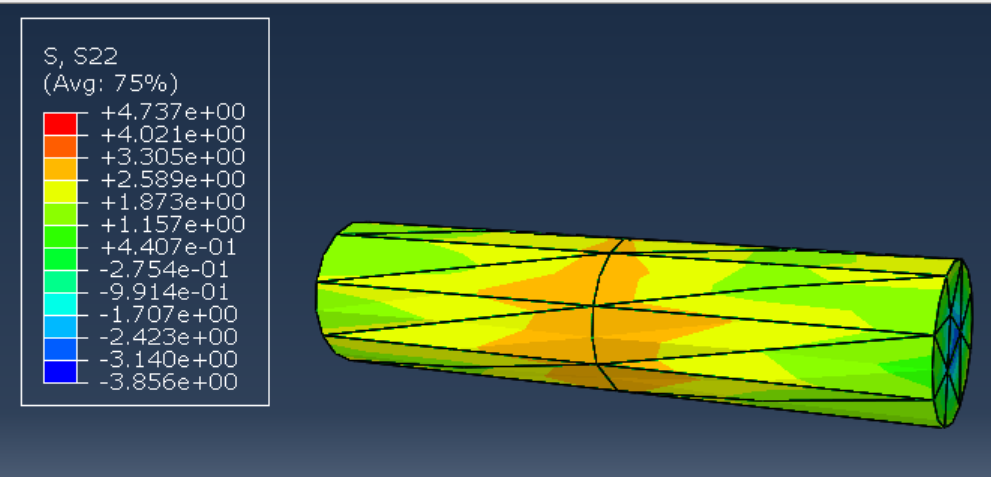 S, S22
(Avg: 75%)
+4.737e+00
+4.021e+00
+3.305e+00
+2.589e+00
+1.873e+00
+1.157e+00
+4.407e-01
-2.754e-01
-9.914e-01
-1.707e+00
-2.423e+00
-3.140e+00
-3.856e+00